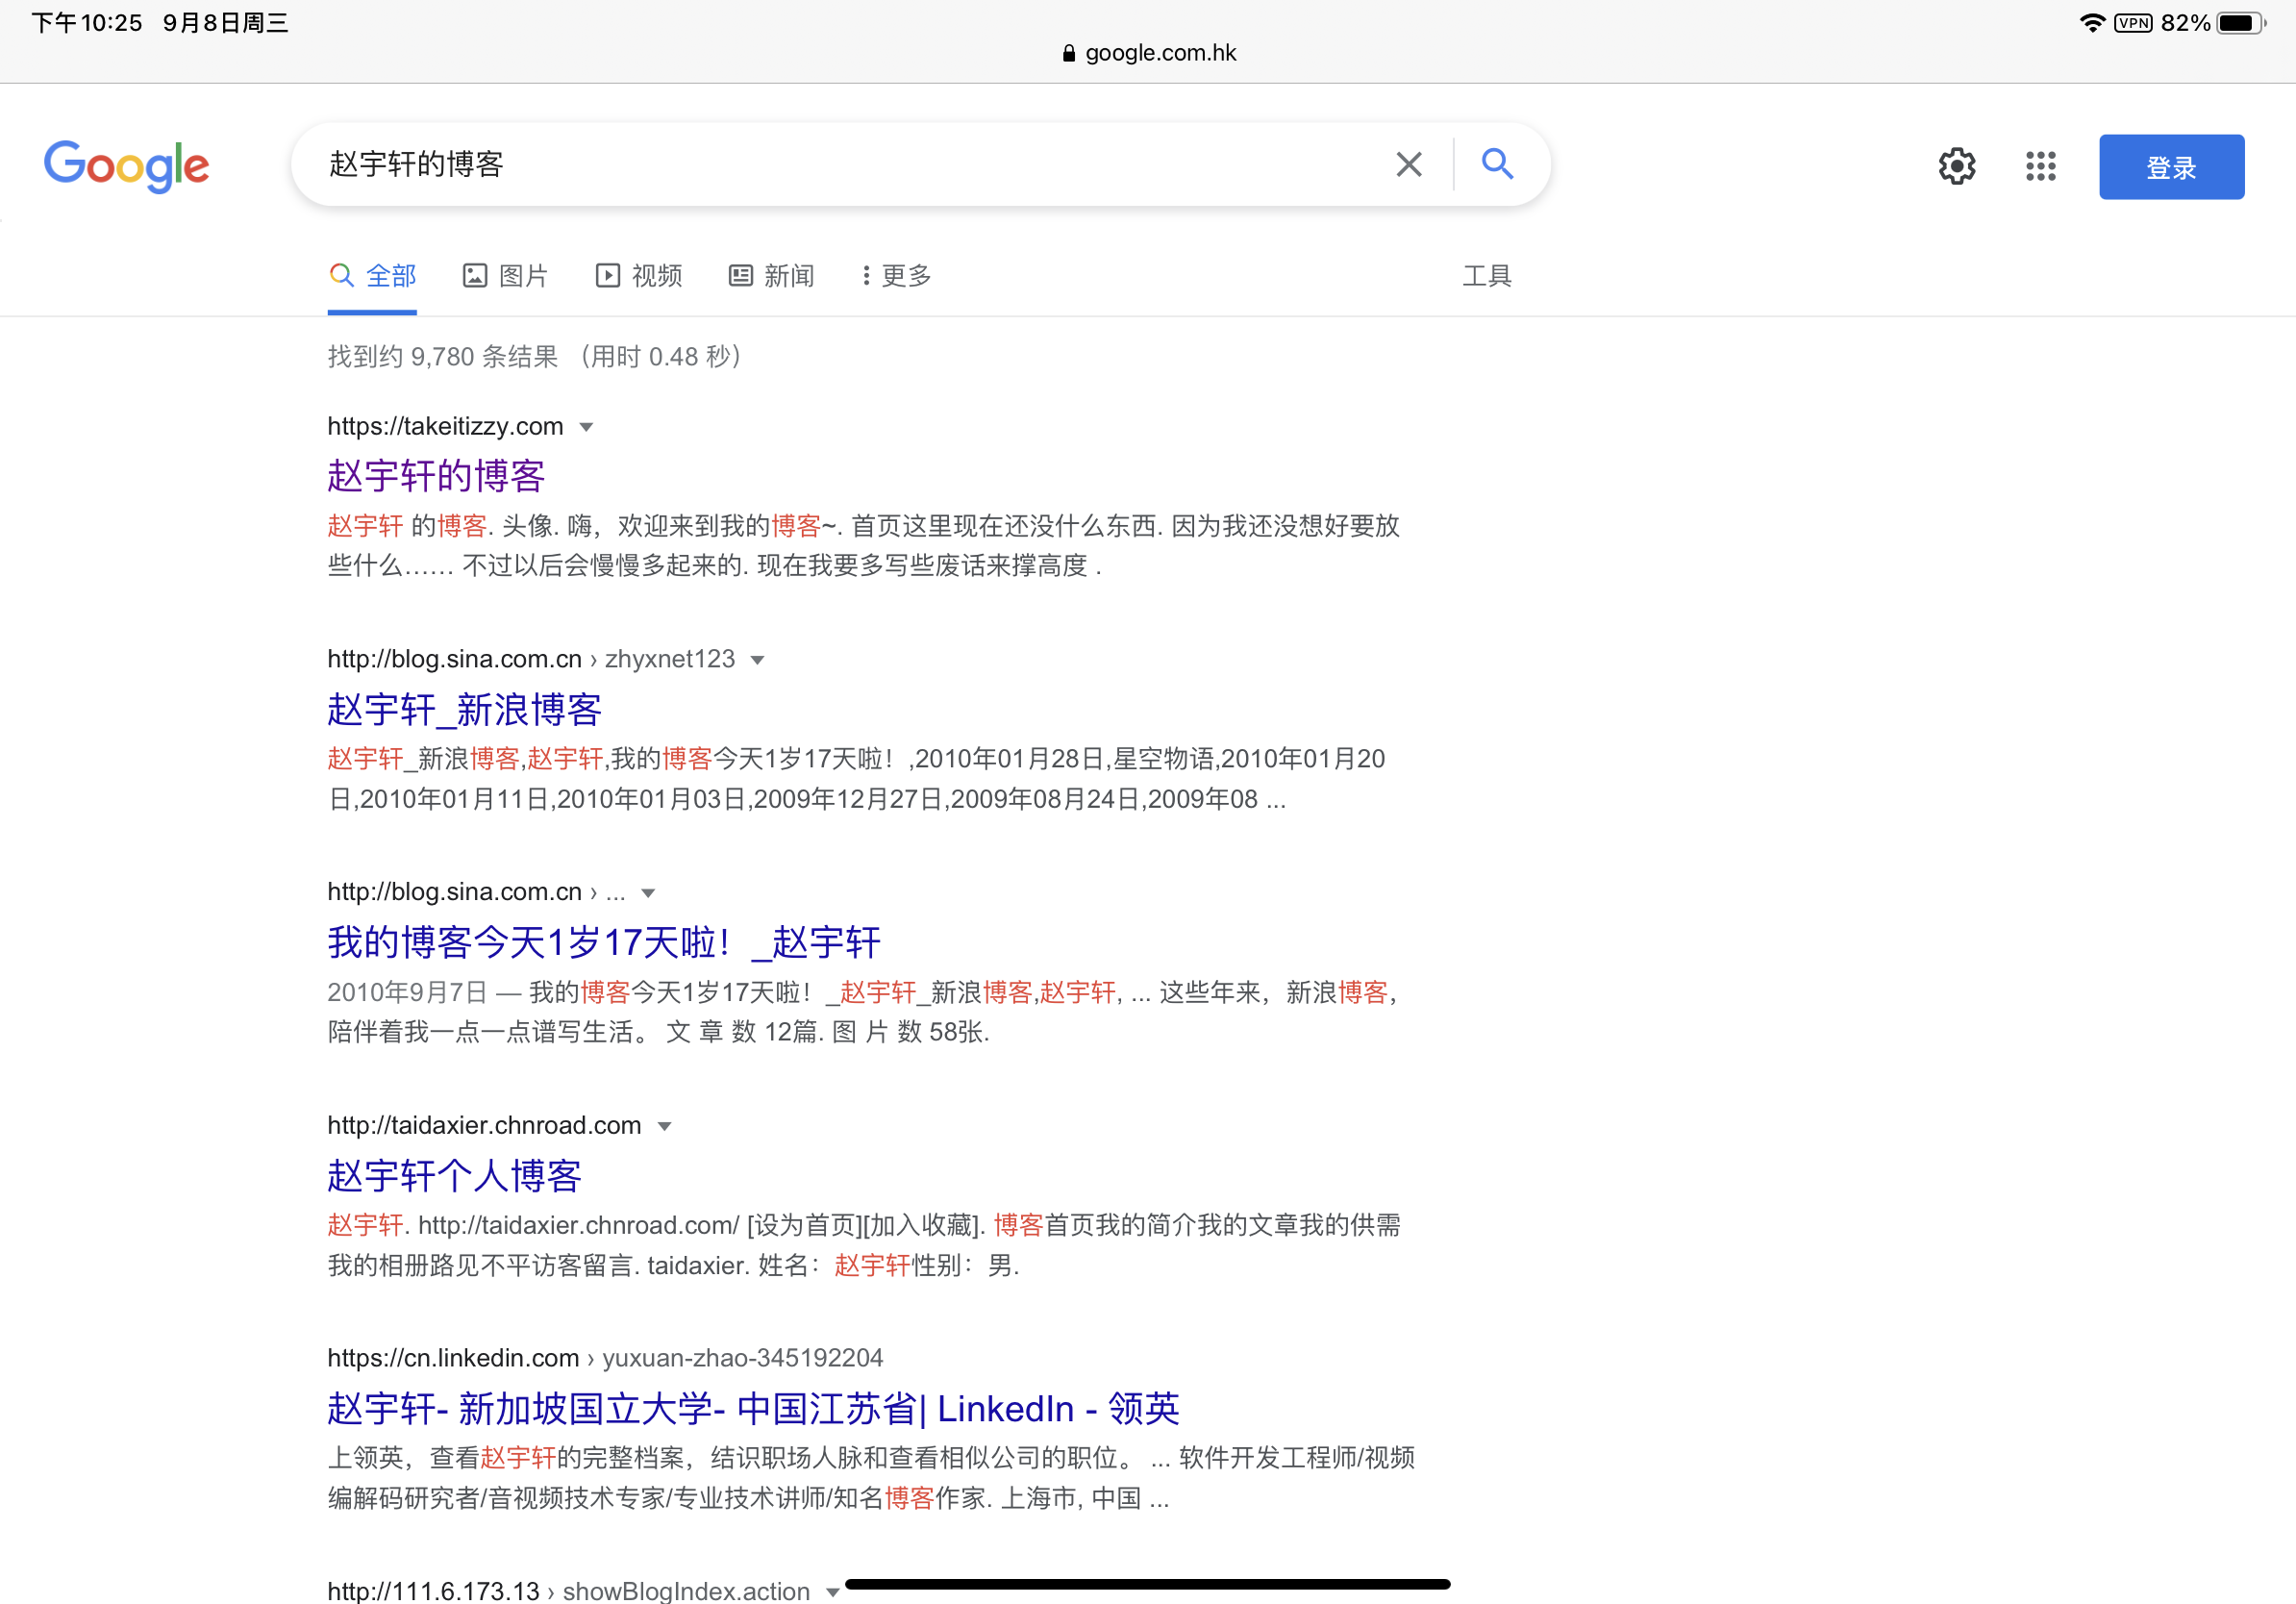 下午10:25 9月8日周三
VPN 82%
google.com.hk
Google
赵宇轩的博客
登录
全部 图片 视频 新闻 更多 工具
找到约 9,780 条结果 （用时 0.48 秒）
https://takeitizzy.com
赵宇轩的博客
赵宇轩 的博客. 头像. 嗨，欢迎来到我的博客~. 首页这里现在还没什么东西. 因为我还没想好要放
些什么…… 不过以后会慢慢多起来的. 现在我要多写些废话来撑高度 .
http://blog.sina.com.cn › zhyxnet123
赵宇轩_新浪博客
赵宇轩_新浪博客,赵宇轩,我的博客今天1岁17天啦！,2010年01月28日,星空物语,2010年01月20
日,2010年01月11日,2010年01月03日,2009年12月27日,2009年08月24日,2009年08 ...
http://blog.sina.com.cn › ...
我的博客今天1岁17天啦！_赵宇轩
2010年9月7日 — 我的博客今天1岁17天啦！_赵宇轩_新浪博客,赵宇轩, ... 这些年来，新浪博客，
陪伴着我一点一点谱写生活。 文 章 数 12篇. 图 片 数 58张.
http://taidaxier.chnroad.com
赵宇轩个人博客
赵宇轩. http://taidaxier.chnroad.com/ [设为首页][加入收藏]. 博客首页我的简介我的文章我的供需
我的相册路见不平访客留言. taidaxier. 姓名：赵宇轩性别：男.
https://cn.linkedin.com › yuxuan-zhao-345192204
赵宇轩- 新加坡国立大学- 中国江苏省| LinkedIn - 领英
上领英，查看赵宇轩的完整档案，结识职场人脉和查看相似公司的职位。 ... 软件开发工程师/视频
编解码研究者/音视频技术专家/专业技术讲师/知名博客作家. 上海市, 中国 ...
http://111.6.173.13 › showBlogIndex.action